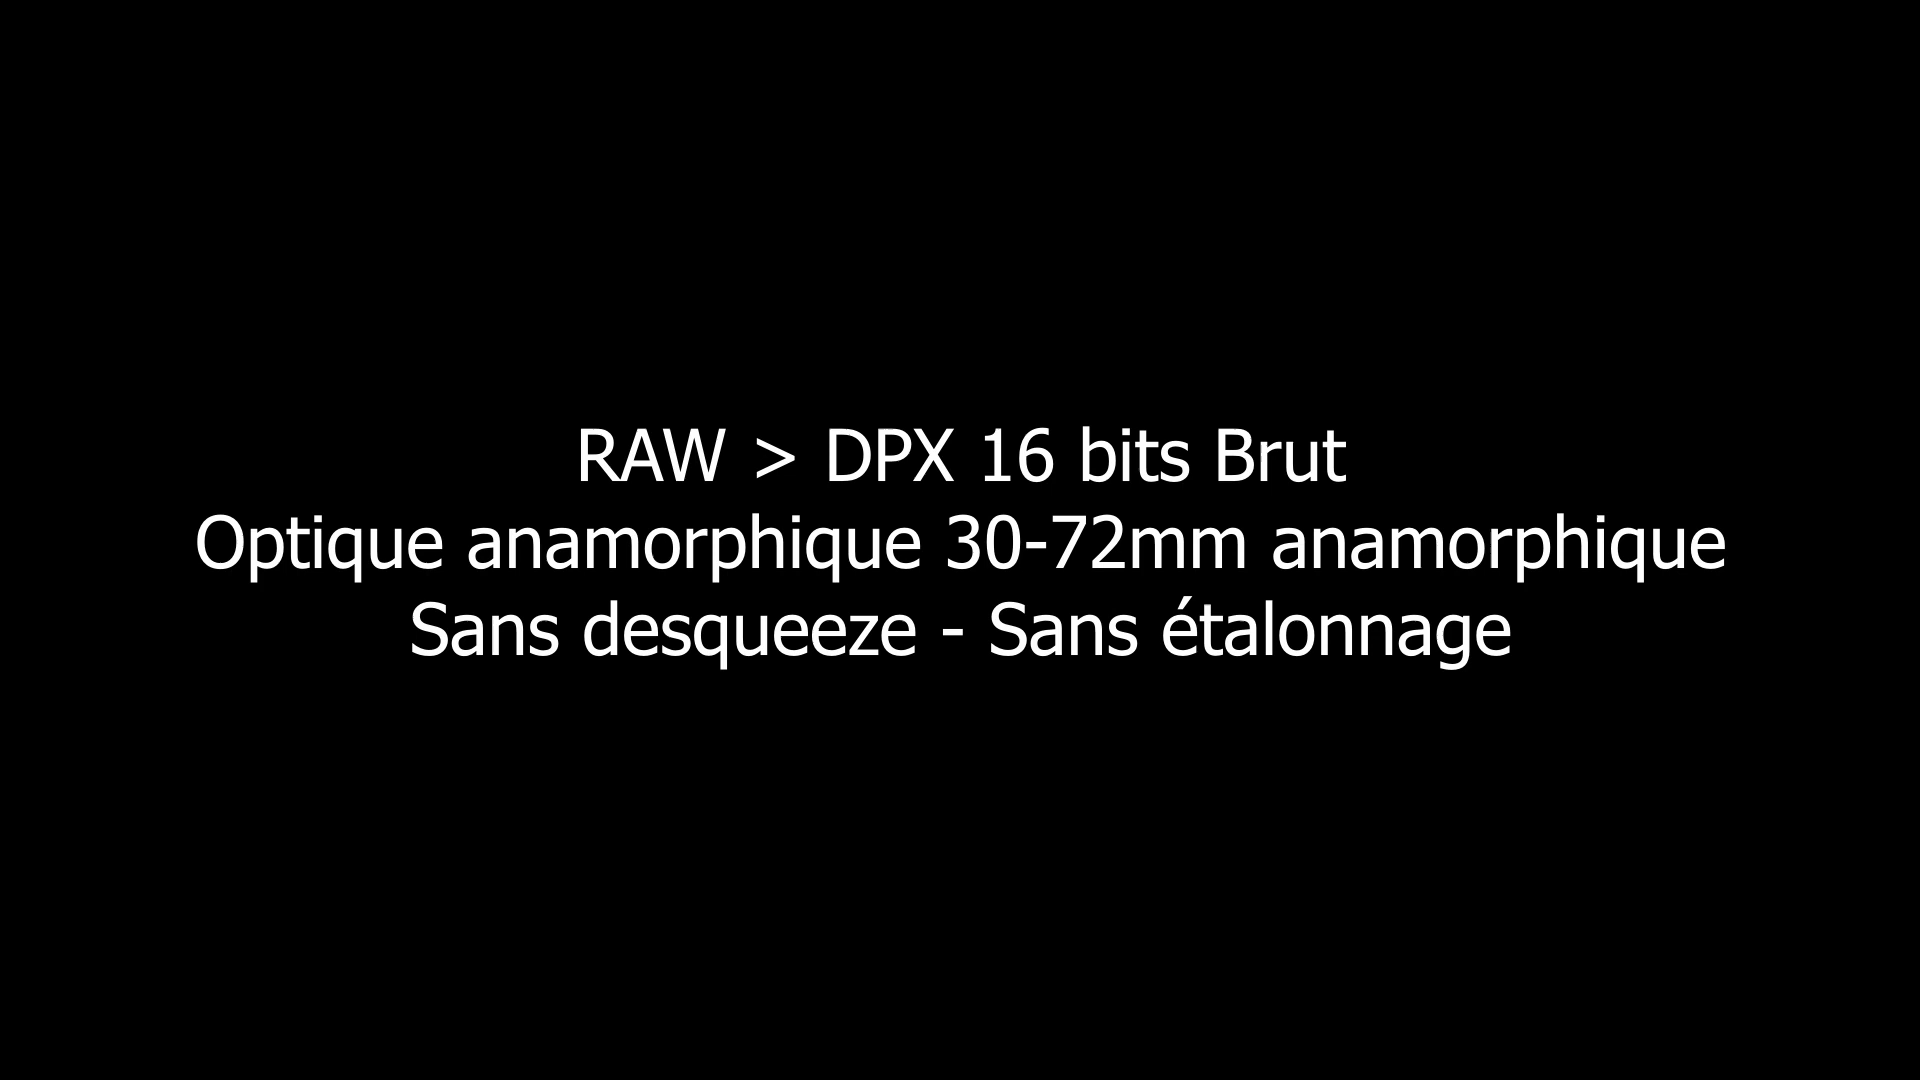 RAW > DPX 16 bits Brut
Optique anamorphique 30-72mm anamorphique
Sans desqueeze - Sans étalonnage